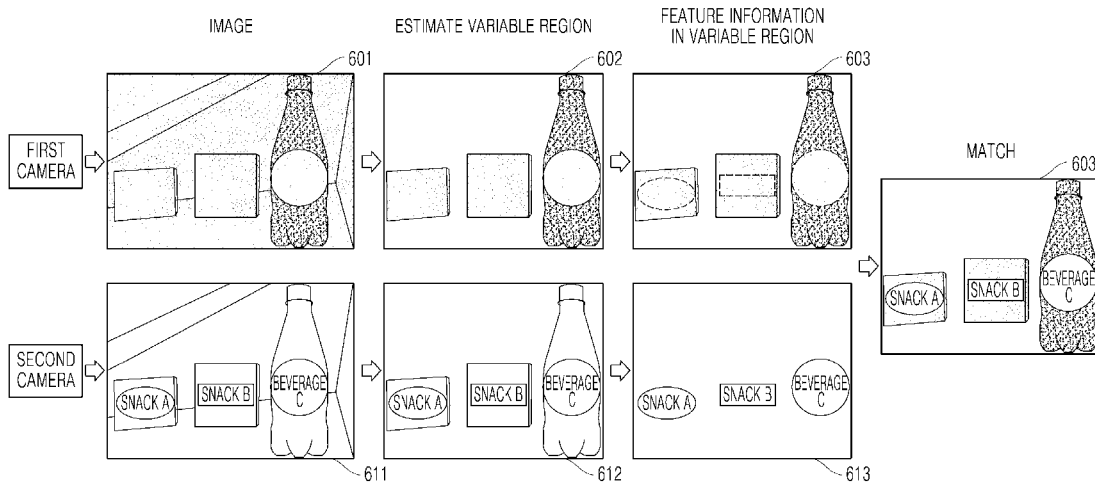 IMAGE
ESTIMATE VARIABLE REGION
FEATURE INFORMATION
IN VARIABLE REGION
601
602
603
FIRST
CAMERA
MATCH
603
SNACK A
SNACK B
BEVERAGE
C
SECOND
CAMERA
SNACK A
SNACK B
BEVERAGE
C
SNACK A
SNACK B
BEVERAGE
C
SNACK A
SNACK B
BEVERAGE
C
611
612
613